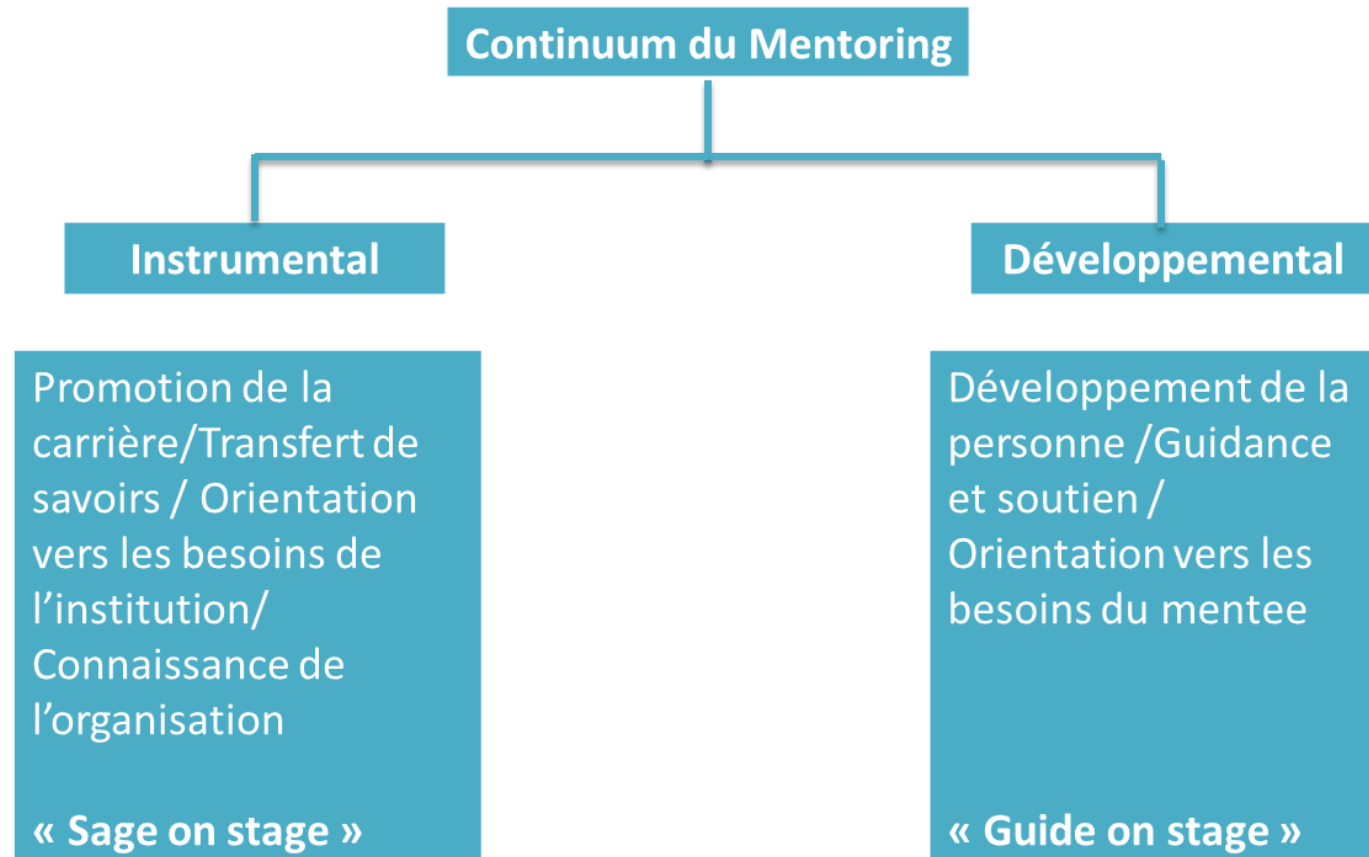 Continuum du Mentoring
Instrumental
Développemental
Promotion de la
carrière/Transfert de
savoirs / Orientation
vers les besoins de
l’institution/
Connaissance de
l’organisation
« Sage on stage »
Développement de la
personne /Guidance
et soutien /
Orientation vers les
besoins du mentee
« Guide on stage »